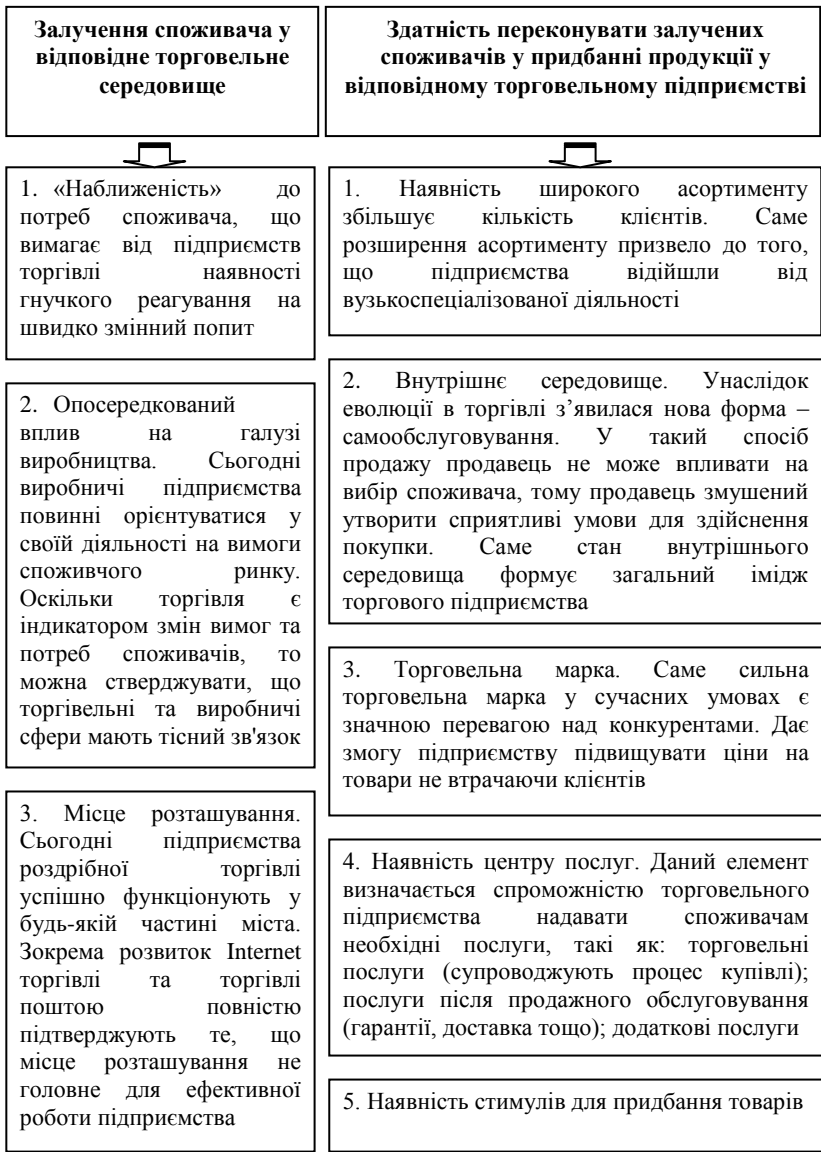 Залучення споживача у
відповідне торговельне
середовище
1. «Наближеність» до
потреб споживача, що
вимагає від підприємств
торгівлі наявності
гнучкого реагування на
швидко змінний попит
2. Опосередкований
вплив на галузі
виробництва. Сьогодні
виробничі підприємства
повинні орієнтуватися у
своїй діяльності на вимоги
споживчого ринку.
Оскільки торгівля є
індикатором змін вимог та
потреб споживачів, то
можна стверджувати, що
торгівельні та виробничі
сфери мають тісний зв'язок
3. Місце розташування.
Сьогодні підприємства
роздрібної торгівлі
успішно функціонують у
будь-якій частині міста.
Зокрема розвиток Internet
торгівлі та торгівлі
поштою повністю
підтверджують те, що
місце розташування не
головне для ефективної
роботи підприємства
Здатність переконувати залучених
споживачів у придбанні продукції у
відповідному торговельному підприємстві
1. Наявність широкого асортименту
збільшує кількість клієнтів. Саме
розширення асортименту призвело до того,
що підприємства відійшли від
вузькоспеціалізованої діяльності
2. Внутрішнє середовище. Унаслідок
еволюції в торгівлі з’явилася нова форма –
самообслуговування. У такий спосіб
продажу продавець не може впливати на
вибір споживача, тому продавець змушений
утворити сприятливі умови для здійснення
покупки. Саме стан внутрішнього
середовища формує загальний імідж
торгового підприємства
3. Торговельна марка. Саме сильна
торговельна марка у сучасних умовах є
значною перевагою над конкурентами. Дає
змогу підприємству підвищувати ціни на
товари не втрачаючи клієнтів
4. Наявність центру послуг. Даний елемент
визначається спроможністю торговельного
підприємства надавати споживачам
необхідні послуги, такі як: торговельні
послуги (супроводжують процес купівлі);
послуги після продажного обслуговування
(гарантії, доставка тощо); додаткові послуги
5. Наявність стимулів для придбання товарів